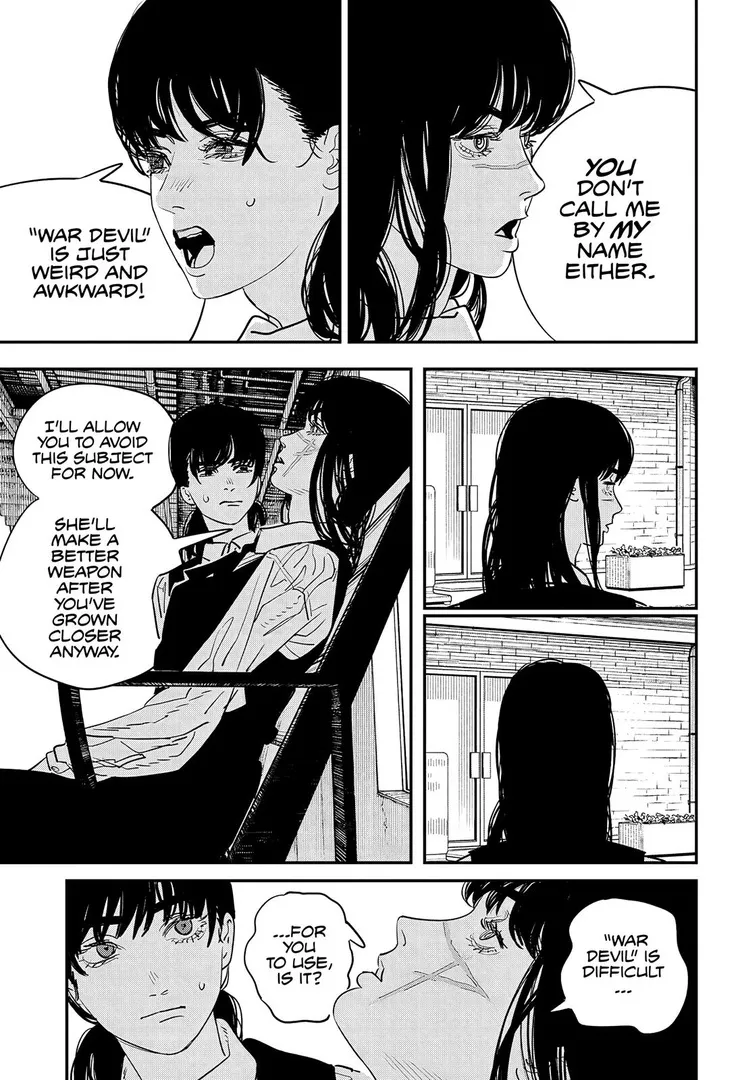 YOU
DON'T
CALL ME
BY MY
NAME
EITHER.
"WAR DEVIL"
IS JUST
WEIRD AND
AWKWARD!
I'LL ALLOW
YOU TO AVOID
THIS SUBJECT
FOR NOW.
SHE'LL
MAKE A
BETTER
WEAPON
AFTER
YOU'VE
GROWN
CLOSER
ANYWAY.
"WAR
DEVIL" IS
DIFFICULT
...
...FOR
YOU
TO USE,
IS IT?